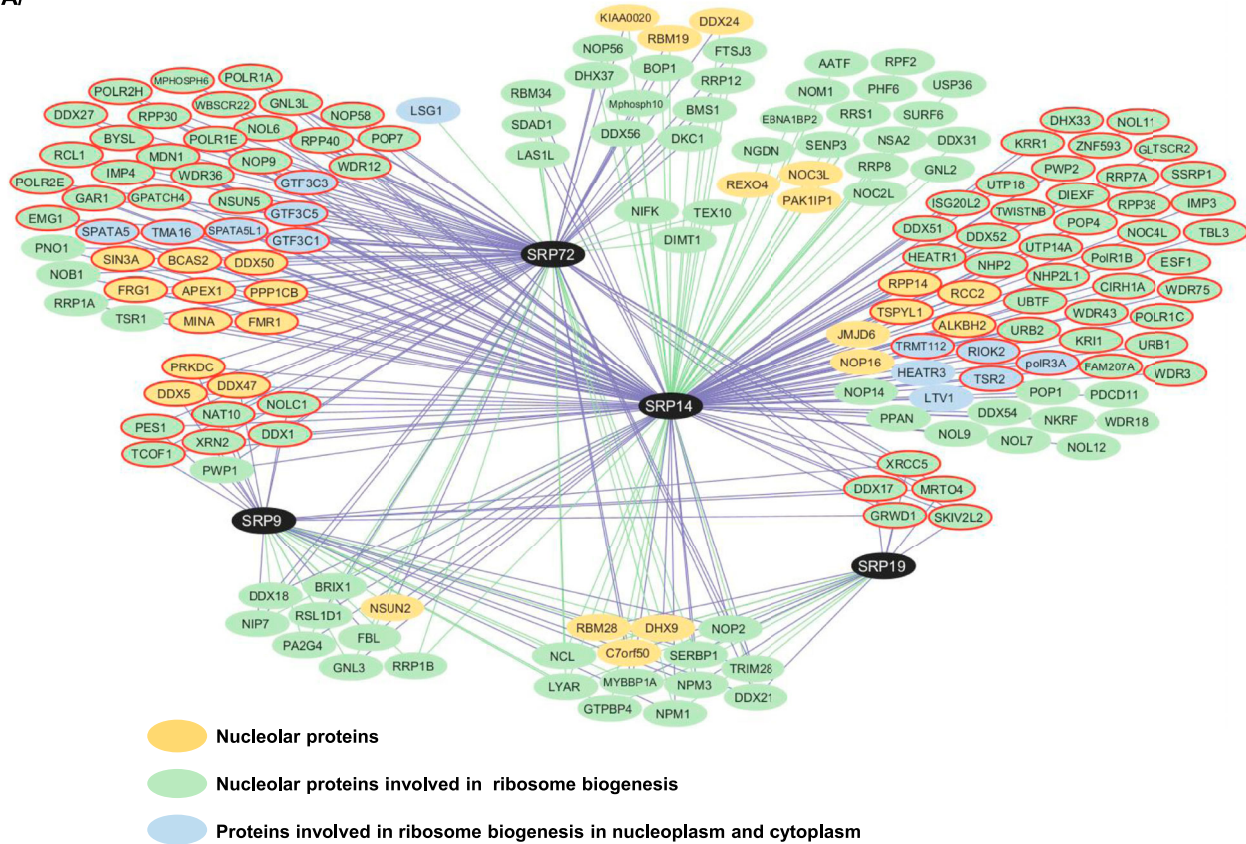 A/
KIAA0020
DDX24
RBM19
NOP56
FTSJ3
DHX37
BOP1
RRP12
RBM34
Mphosph10
BMS1
SDAD1
DDX56
DKC1
LAS1L
NIFK
TEX10
DIMT1
AATF
RPF2
NOM1
PHF6
USP36
EBNA1BP2
RRS1
SURF6
NGDN
SENP3
NSA2
DDX31
REXO4
NOC3L
RRP8
GNL2
PAK1IP1
NOC2L
LSG1
MPHOSPH6
POLR1A
POLR2H
WBSCR22
GNL3L
DDX27
RPP30
NOP58
BYSL
POLR1E
NOL6
RPP40
POP7
RCL1
MDN1
NOP9
WDR12
IMP4
WDR36
POLR2E
GTF3C3
GAR1
GPATCH4
NSUN5
EMG1
GTF3C5
SPATA5
TMA16
SPATA5L1
GTF3C1
PNO1
SIN3A
BCAS2
DDX50
NOB1
FRG1
APEX1
PPP1CB
RRP1A
TSR1
MINA
FMR1
DHX33
NOL11
KRR1
ZNF593
GLTSCR2
PWP2
RRP7A
SSRP1
UTP18
DIEXF
ISG20L2
TWISTNB
RPP38
IMP3
DDX51
POP4
DDX52
NOC4L
TBL3
HEATR1
UTP14A
PolR1B
NHP2
ESF1
RPP14
NHP2L1
RCC2
CIRH1A
WDR75
TSPYL1
UBTF
WDR43
POLR1C
ALKBH2
URB2
JMJD6
TRMT112
KRI1
URB1
NOP16
RIOK2
polR3A
FAM207A
HEATR3
TSR2
WDR3
NOP14
LTV1
POP1
PDCD11
PPAN
DDX54
NKRF
WDR18
NOL9
NOL7
NOL12
SRP72
SRP14
PRKDC
DDX5
DDX47
NAT10
NOLC1
PES1
XRN2
DDX1
TCOF1
PWP1
XRCC5
DDX17
MRTO4
GRWD1
SKIV2L2
SRP9
SRP19
DDX18
BRIX1
NSUN2
NIP7
RSL1D1
PA2G4
FBL
GNL3
RRP1B
RBM28
DHX9
NOP2
NCL
C7orf50
SERBP1
TRIM28
LYAR
MYBBP1A
NPM3
DDX21
GTPBP4
NPM1
Nucleolar proteins
Nucleolar proteins involved in ribosome biogenesis
Proteins involved in ribosome biogenesis in nucleoplasm and cytoplasm